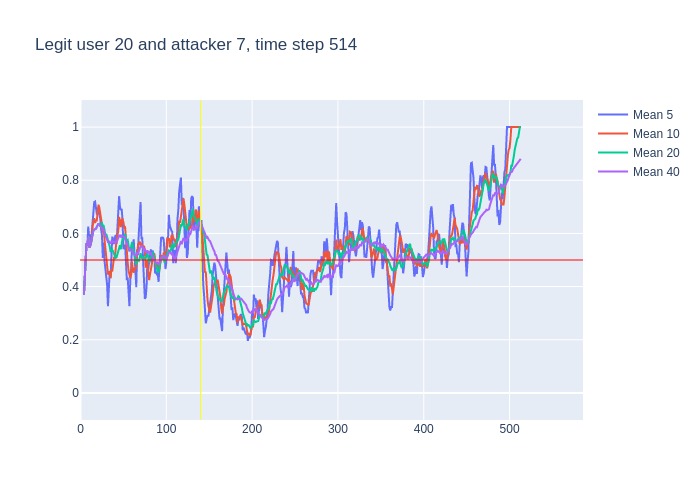 Legit user 20 and attacker 7, time step 514
Mean 5
Mean 10
Mean 20
Mean 40
1
0.8
0.6
0.4
0.2
0
0 100 200 300 400 500